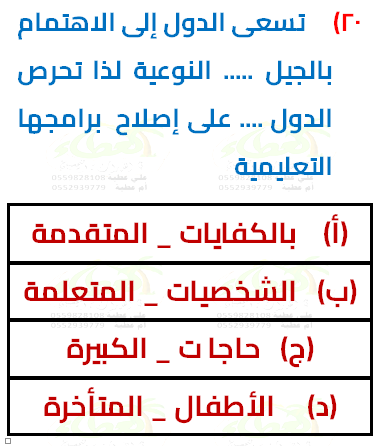 ٢٠) تسعى الدول إلى الاهتمام
بالجيل ..... النوعية لذا تحرص
الدول .... على إصلاح برامجها
التعليمية
(أ) بالكفايات _ المتقدمة
(ب) الشخصيات _ المتعلمة
(ج) حاجا ت _ الكبيرة
(د) الأطفال _ المتأخرة